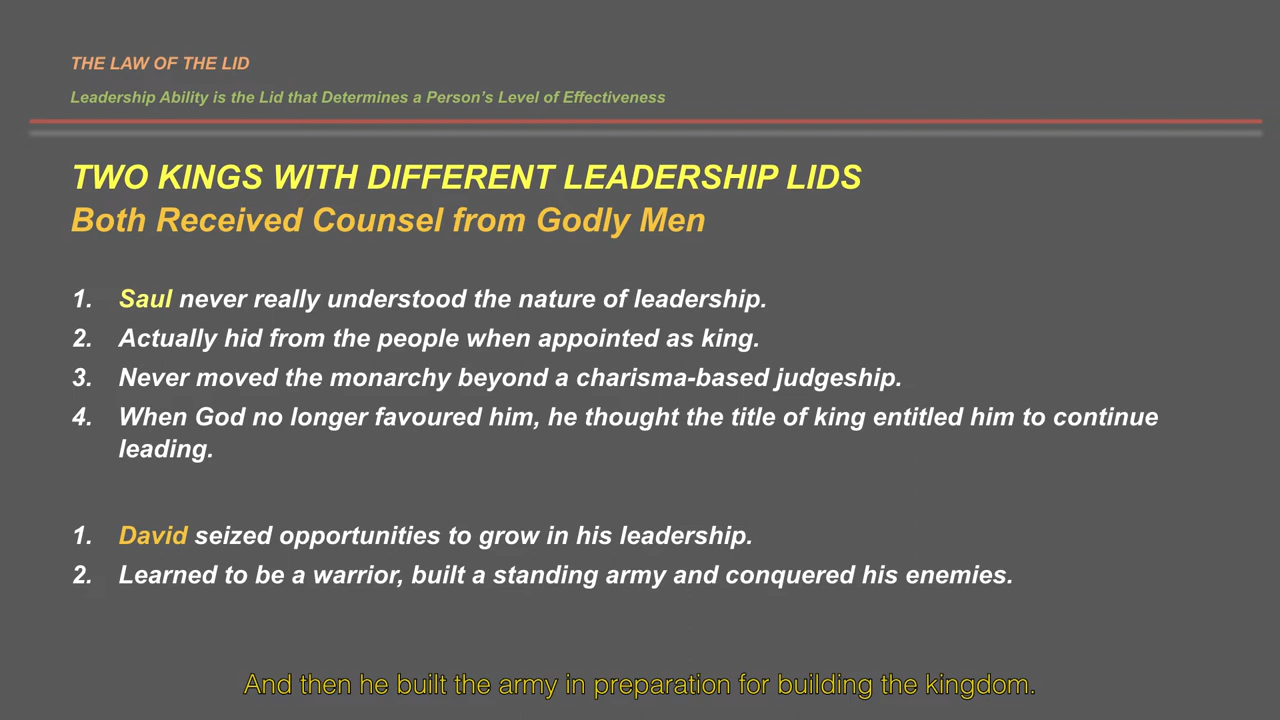 THE LAW OF THE LID
Leadership Ability is the Lid that Determines a Person's Level of Effectiveness
TWO KINGS WITH DIFFERENT LEADERSHIP LIDS
Both Received Counsel from Godly Men
1. Saul never really understood the nature of leadership.
2. Actually hid from the people when appointed as king.
3. Never moved the monarchy beyond a charisma-based judgeship.
4. When God no longer favoured him, he thought the title of king entitled him to continue
leading.
1. David seized opportunities to grow in his leadership.
2. Learned to be a warrior, built a standing army and conquered his enemies.
And then he built the army in preparation for building the kingdom.